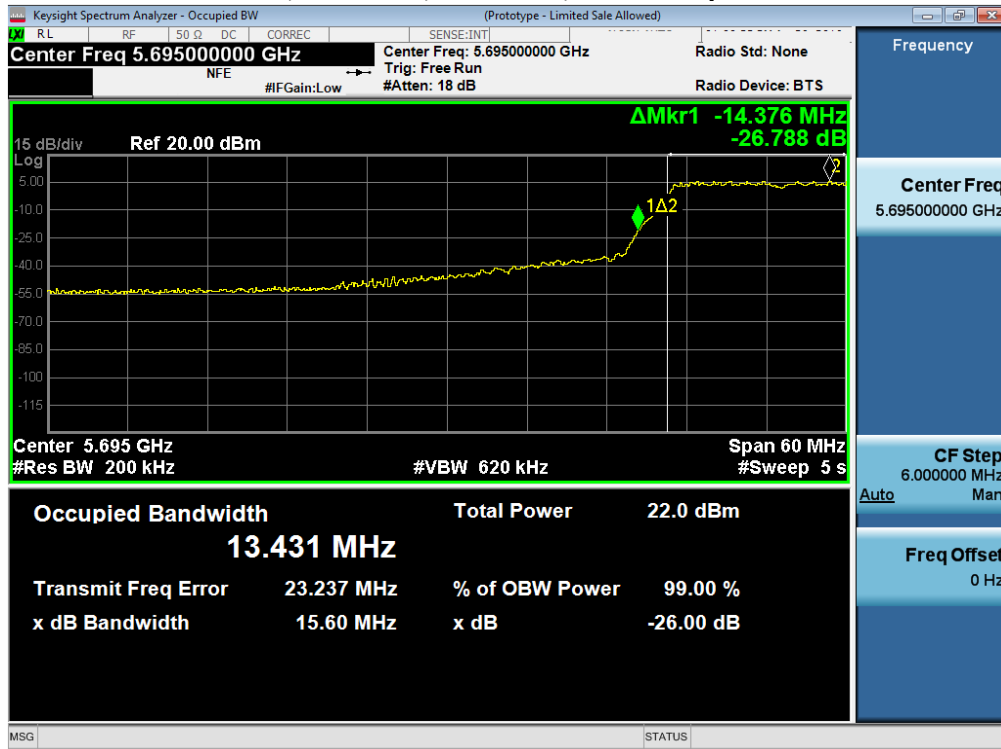 Keysight Spectrum Analyzer - Occupied BW (Prototype - Limited Sale Allowed)
LXI RL RF 50 Ω DC CORREC SENSE:INT
Center Freq 5.695000000 GHz
NFE
#IFGain:Low
Center Freq: 5.695000000 GHz
Trig: Free Run
#Atten: 18 dB
Radio Std: None
Radio Device: BTS
ΔMkr1 -14.376 MHz
-26.788 dB
15 dB/div Ref 20.00 dBm
Log
5.00
-10.0
-25.0
-40.0
-55.0
-70.0
-85.0
-100
-115
2
1Δ2
Center 5.695 GHz Span 60 MHz
#Res BW 200 kHz #VBW 620 kHz #Sweep 5 s
Occupied Bandwidth
13.431 MHz
Total Power 22.0 dBm
Transmit Freq Error 23.237 MHz % of OBW Power 99.00 %
x dB Bandwidth 15.60 MHz x dB -26.00 dB
Frequency
Center Freq
5.695000000 GHz
CF Step
6.000000 MHz
Auto Man
Freq Offset
0 Hz
MSG STATUS